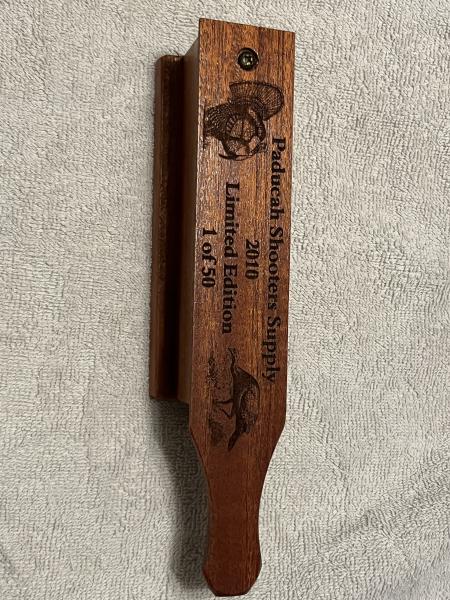 Paducah Shooters Supply
2010
Limited Edition
1 of 50